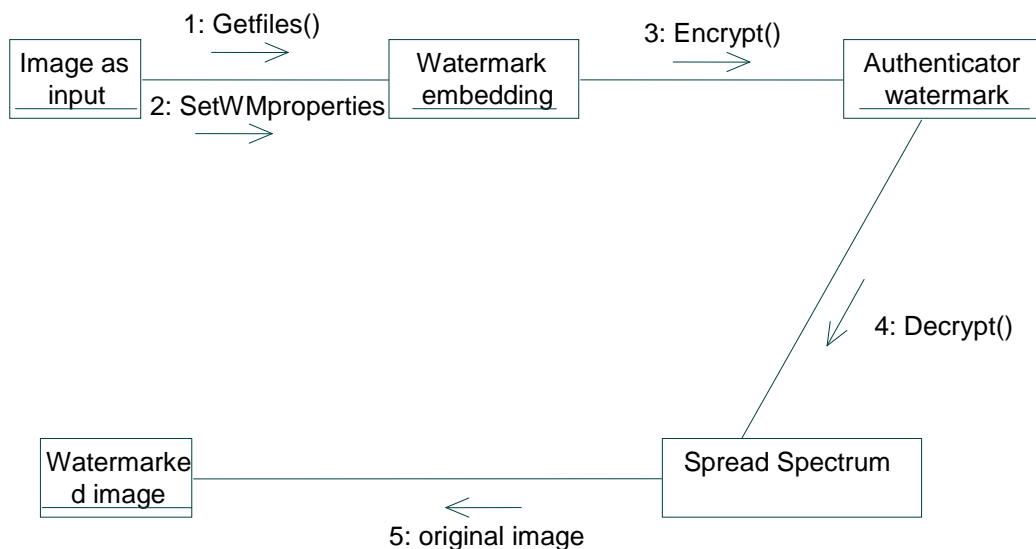 1: Getfiles()
Image as
input
2: SetWMproperties
Watermark
embedding
3: Encrypt()
Authenticator
watermark
4: Decrypt()
Spread Spectrum
5: original image
Watermarke
d image